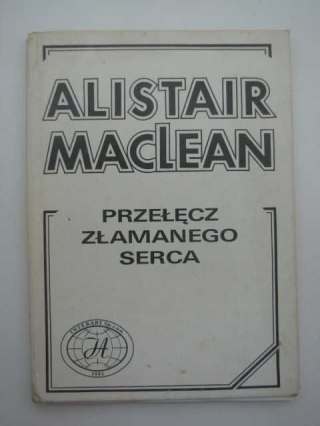 ALISTAIR
MACLEAN
PRZEŁĘCZ
ZŁAMANEGO
SERCA